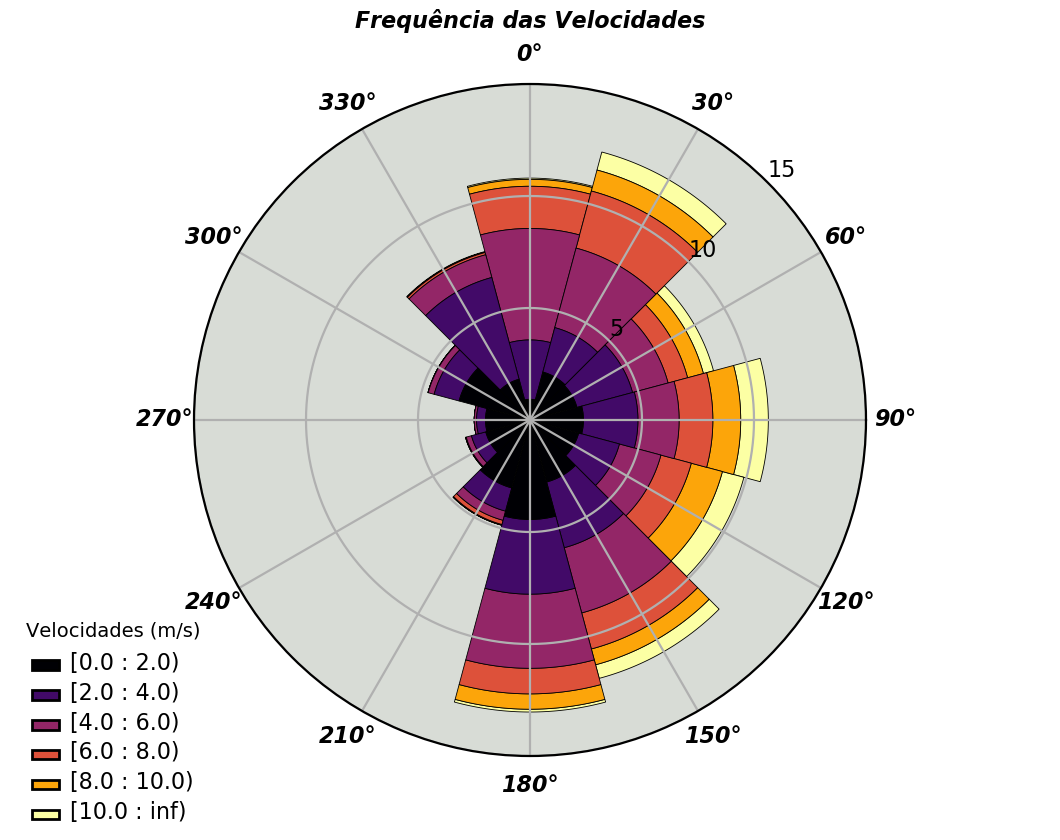 Frequência das Velocidades
0°
330°
30°
15
300°
60°
10
5
270°
90°
240°
120°
210°
150°
180°
Velocidades (m/s)
[0.0 : 2.0)
[2.0 : 4.0)
[4.0 : 6.0)
[6.0 : 8.0)
[8.0 : 10.0)
[10.0 : inf)